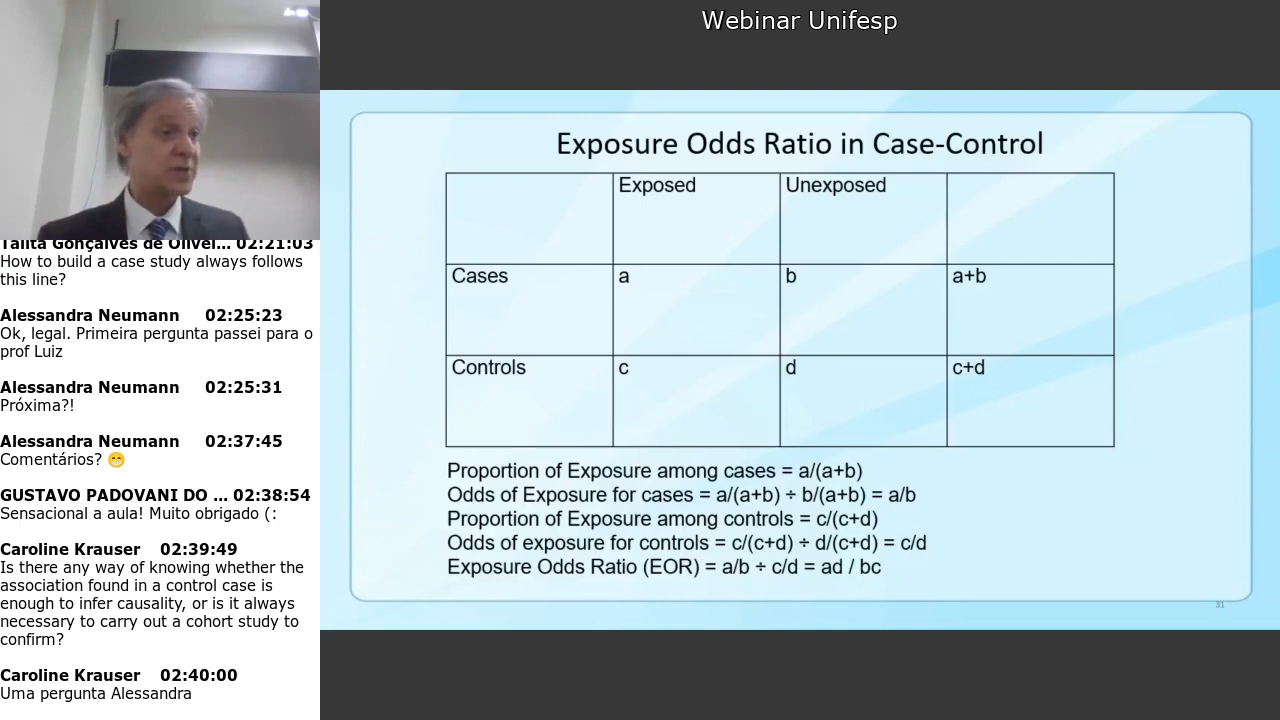 Webinar Unifesp
Talita Gonçalves de Olivei... 02:21:03
How to build a case study always follows
this line?
Alessandra Neumann 02:25:23
Ok, legal. Primeira pergunta passei para o
prof Luiz
Alessandra Neumann 02:25:31
Próxima?!
Alessandra Neumann 02:37:45
Comentários? 😁
GUSTAVO PADOVANI DO ... 02:38:54
Sensacional a aula! Muito obrigado (:
Caroline Krauser 02:39:49
Is there any way of knowing whether the
association found in a control case is
enough to infer causality, or is it always
necessary to carry out a cohort study to
confirm?
Caroline Krauser 02:40:00
Uma pergunta Alessandra
Exposure Odds Ratio in Case-Control
Exposed Unexposed
Cases a b a+b
Controls c d c+d
Proportion of Exposure among cases = a/(a+b)
Odds of Exposure for cases = a/(a+b) ÷ b/(a+b) = a/b
Proportion of Exposure among controls = c/(c+d)
Odds of exposure for controls = c/(c+d) ÷ d/(c+d) = c/d
Exposure Odds Ratio (EOR) = a/b ÷ c/d = ad / bc
31